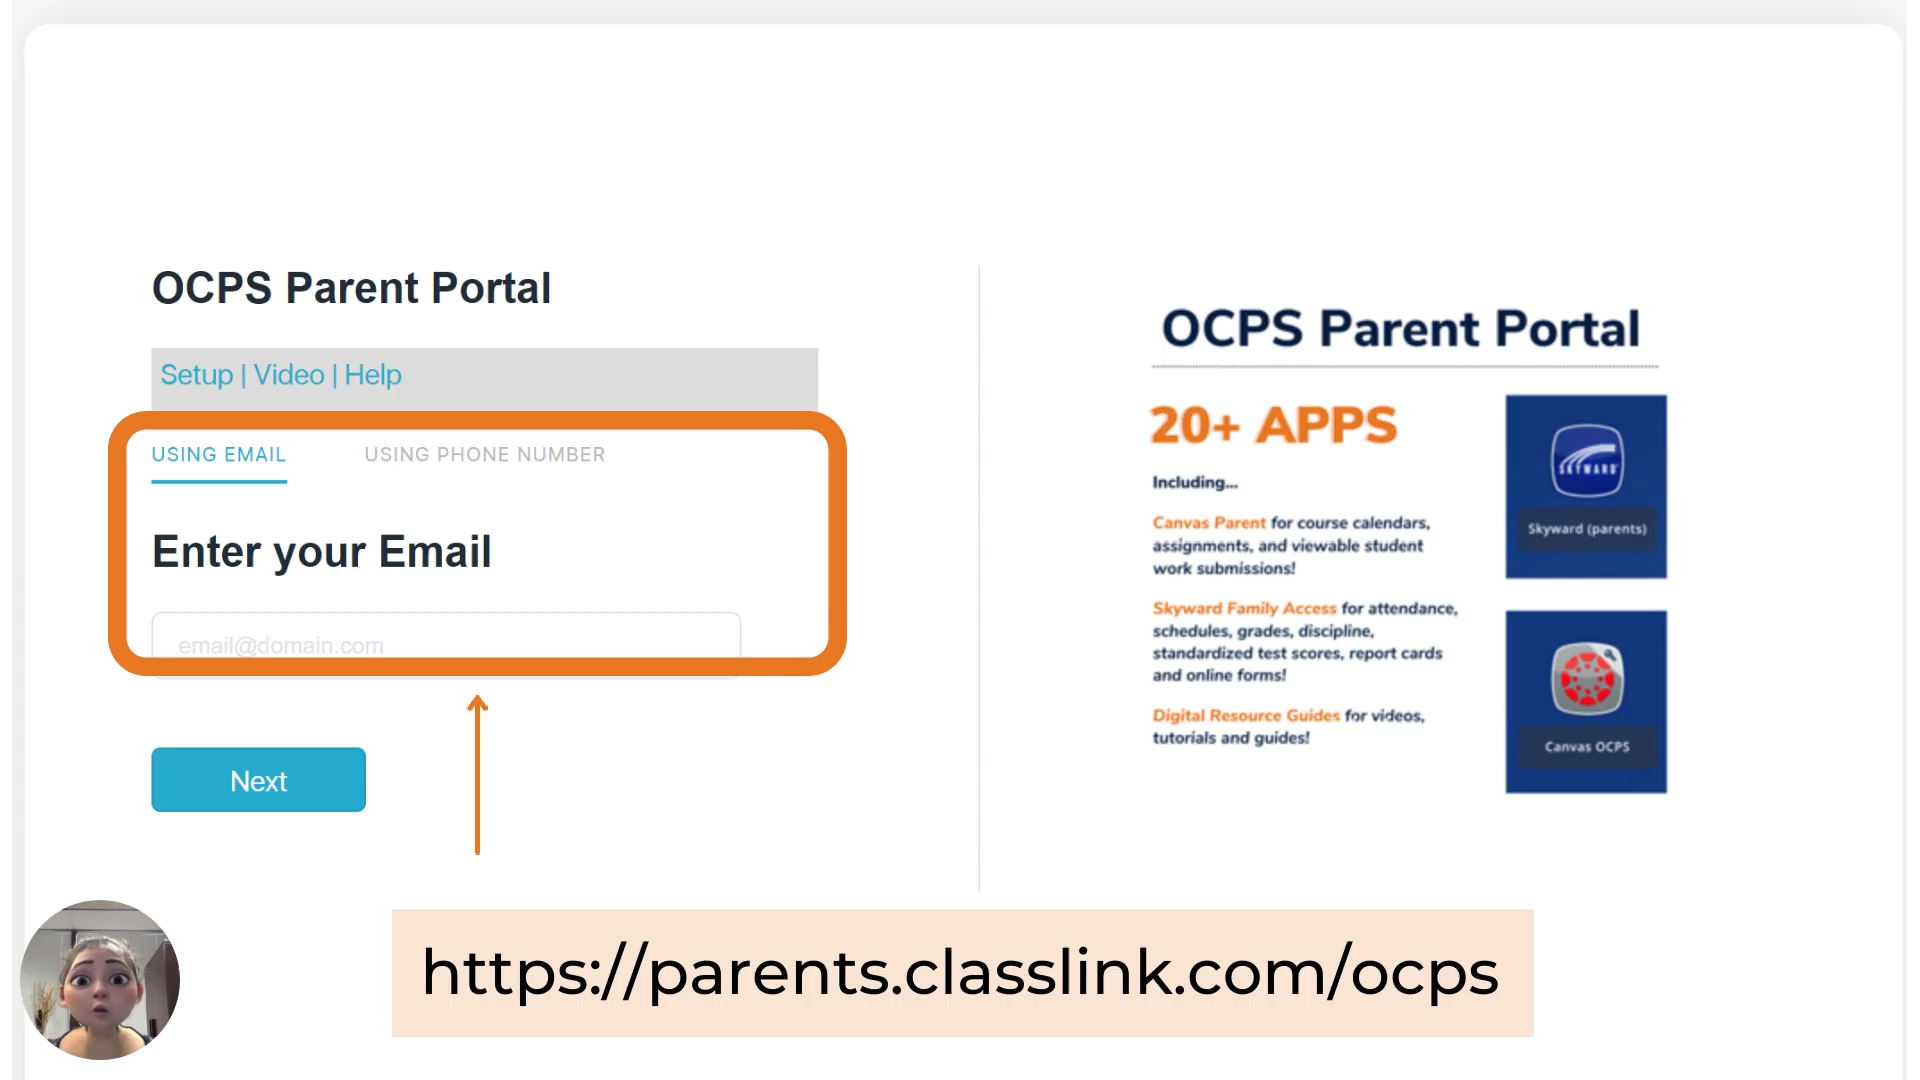 OCPS Parent Portal
Setup | Video | Help
USING EMAIL
USING PHONE NUMBER
Enter your Email
email@domain.com
Next
OCPS Parent Portal
20+ APPS
Including...
Canvas Parent for course calendars,
assignments, and viewable student
work submissions!
Skyward Family Access for attendance,
schedules, grades, discipline,
standardized test scores, report cards
and online forms!
Digital Resource Guides for videos,
tutorials and guides!
SKYWARD
Skyward (parents)
Canvas OCPS
https://parents.classlink.com/ocps